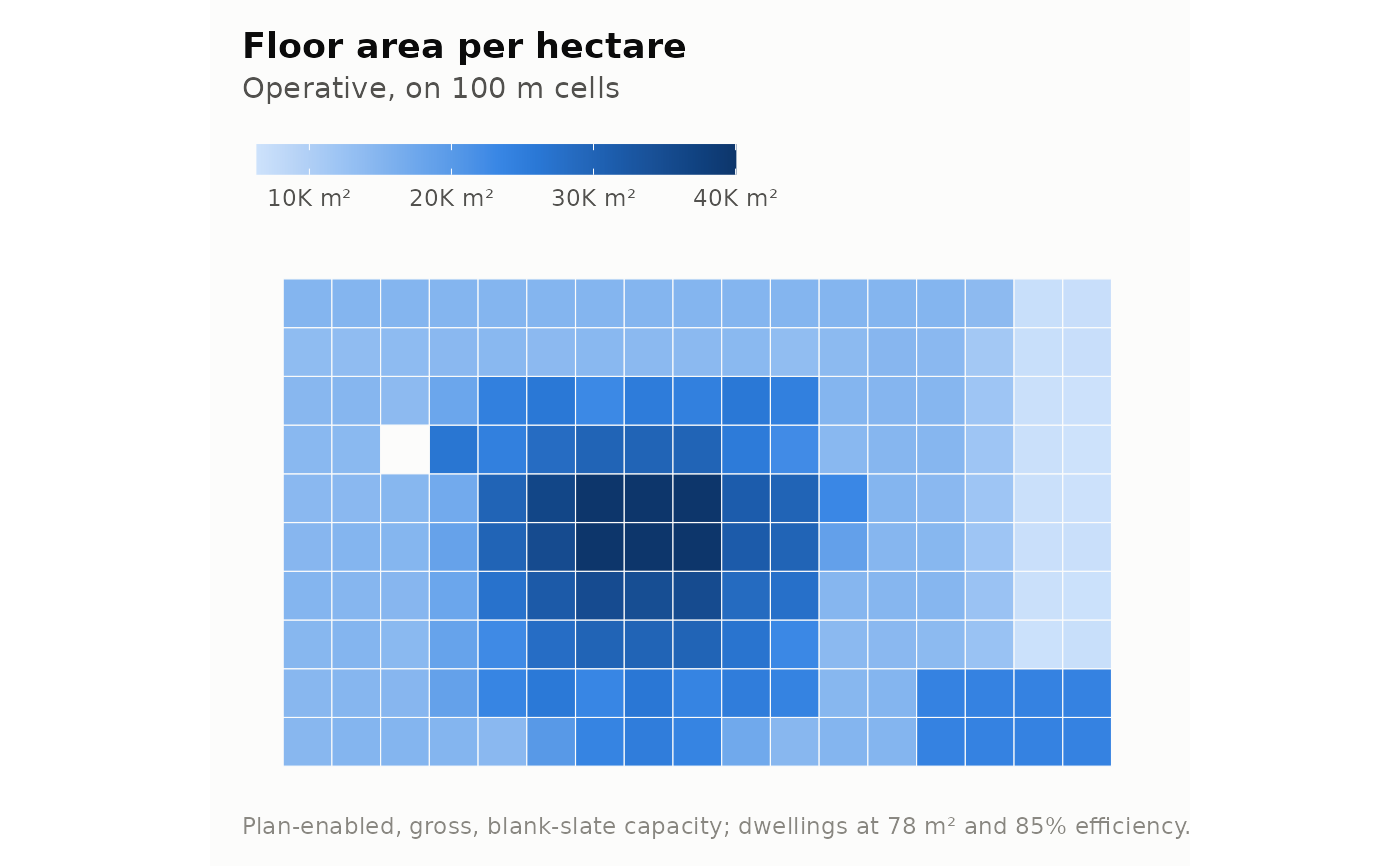 Floor area per hectare
Operative, on 100 m cells
10K m² 20K m² 30K m² 40K m²
Plan-enabled, gross, blank-slate capacity; dwellings at 78 m² and 85% efficiency.